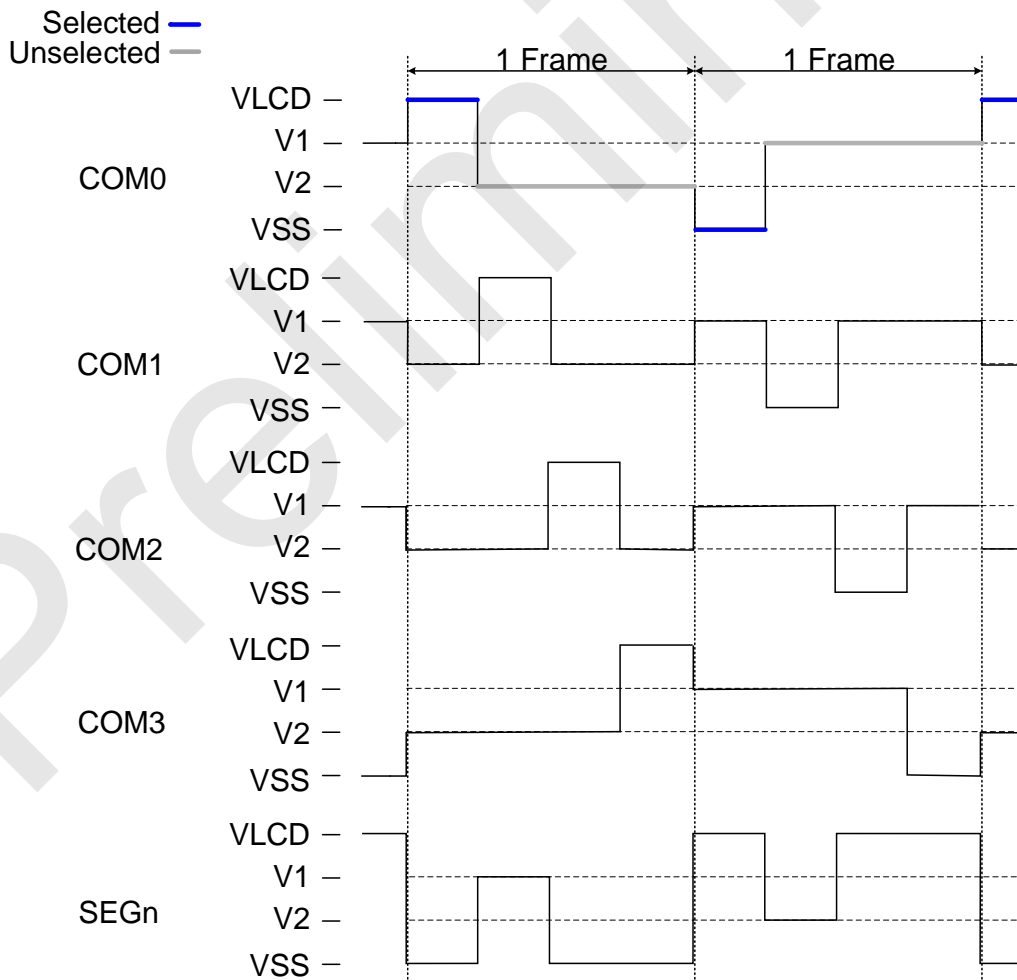 Selected
Unselected
1 Frame 1 Frame
VLCD
V1
COM0
V2
VSS
VLCD
V1
COM1
V2
VSS
VLCD
V1
COM2
V2
VSS
VLCD
V1
COM3
V2
VSS
VLCD
V1
SEGn
V2
VSS
Prelimin